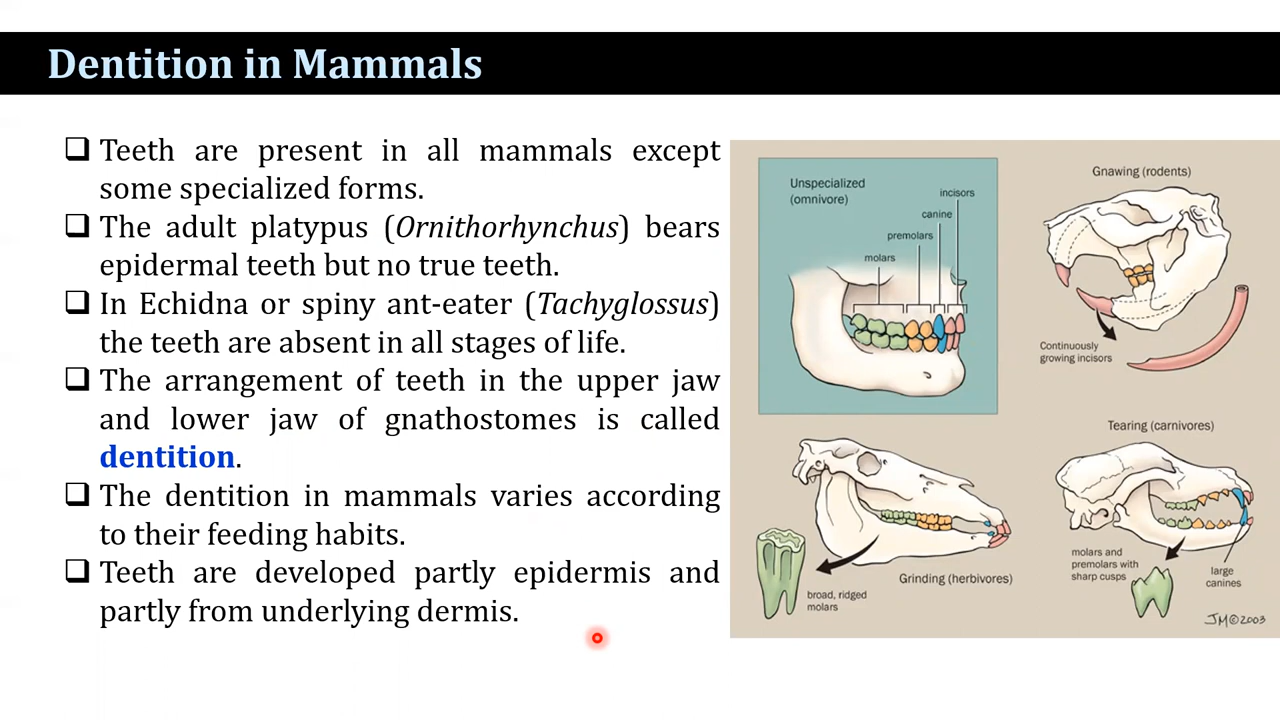 Dentition in Mammals
Teeth are present in all mammals except
some specialized forms.
The adult platypus (Ornithorhynchus) bears
epidermal teeth but no true teeth.
In Echidna or spiny ant-eater (Tachyglossus)
the teeth are absent in all stages of life.
The arrangement of teeth in the upper jaw
and lower jaw of gnathostomes is called
dentition.
The dentition in mammals varies according
to their feeding habits.
Teeth are developed partly epidermis and
partly from underlying dermis.
Unspecialized
(omnivore)
incisors
canine
premolars
molars
Gnawing (rodents)
Continuously
growing incisors
Grinding (herbivores)
broad, ridged
molars
Tearing (carnivores)
molars and
premolars with
sharp cusps
large
canines
JM©2003